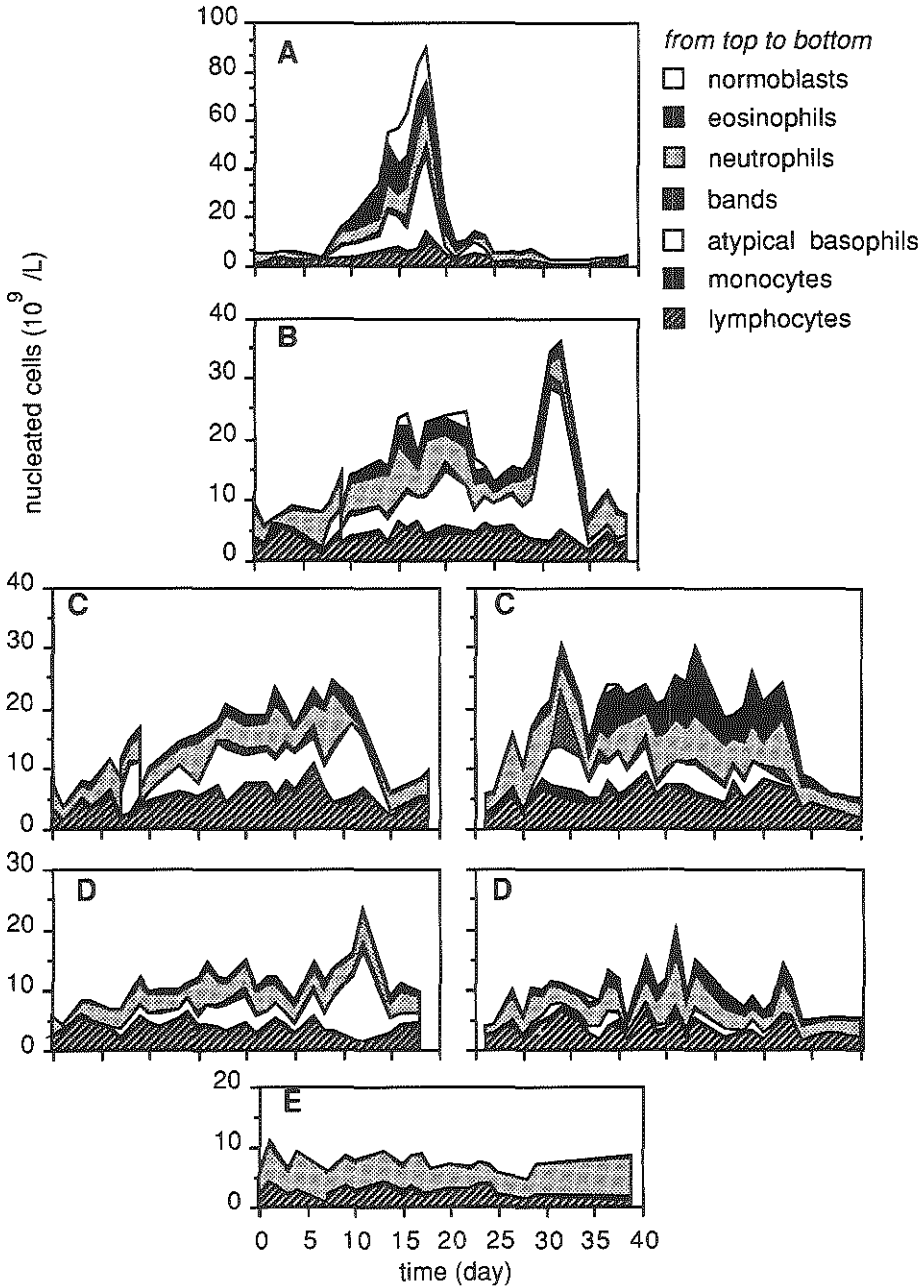 from top to bottom
normoblasts
eosinophils
neutrophils
bands
atypical basophils
monocytes
lymphocytes
nucleated cells (10^9 /L)
A
100
80
60
40
20
0
B
40
30
20
10
0
C
40
30
20
10
0
C
D
30
20
10
0
D
E
20
10
0
0 5 10 15 20 25 30 35 40
time (day)